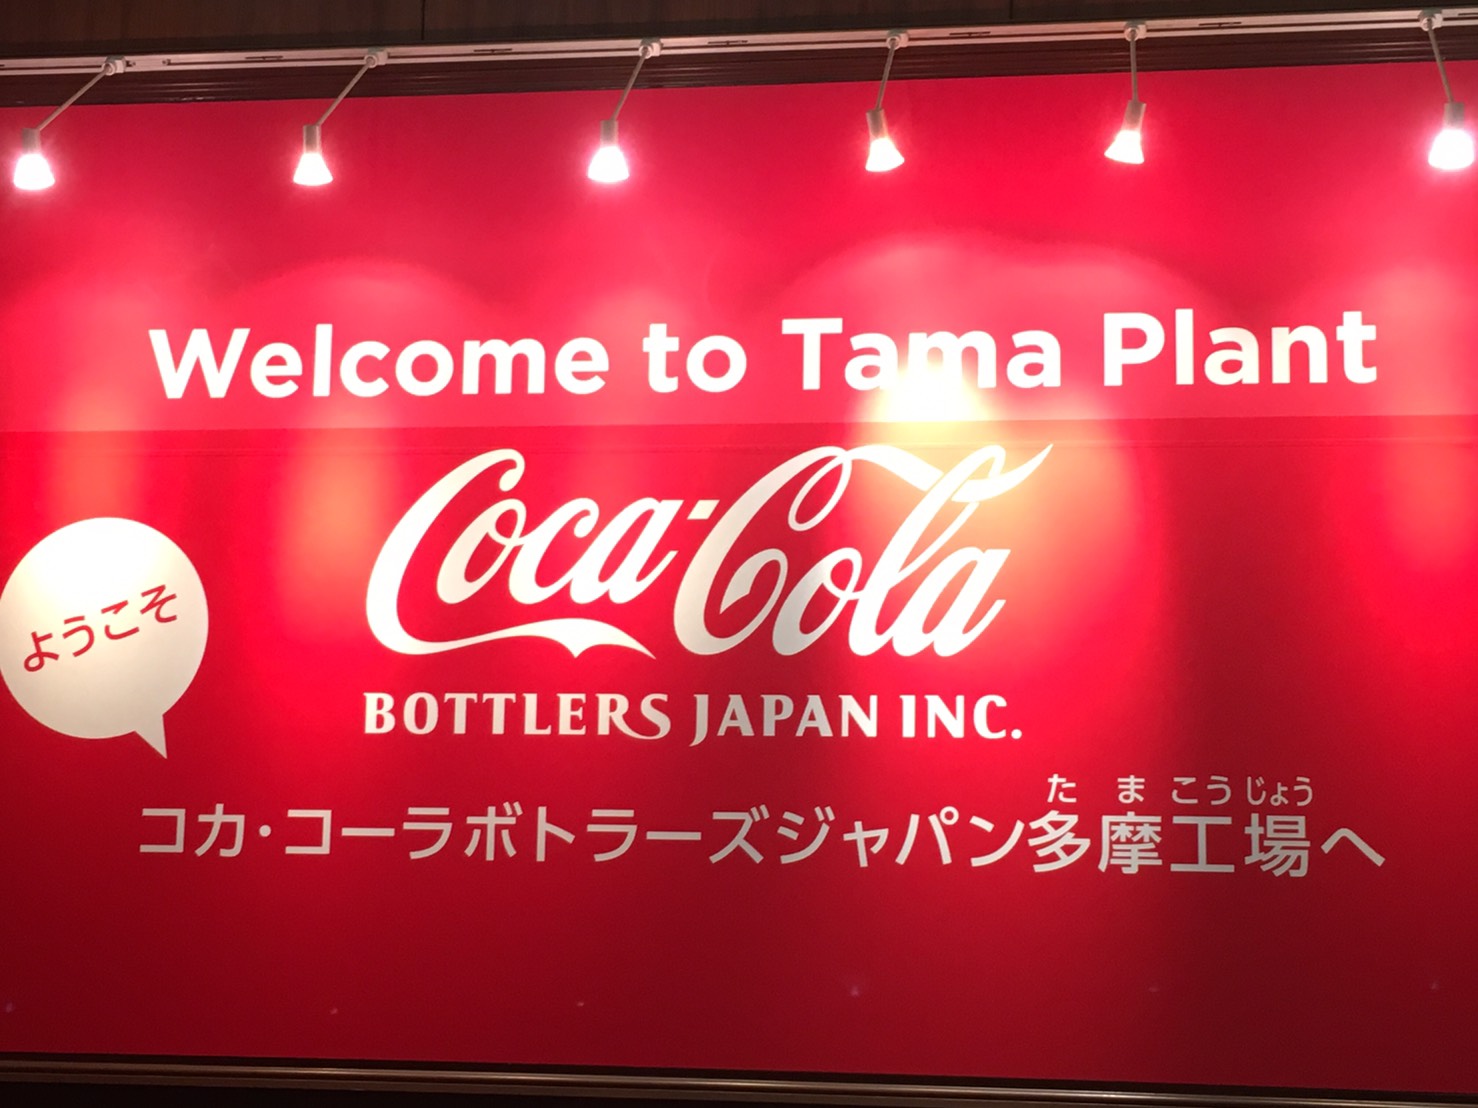 Welcome to Tama Plant
Coca-Cola
BOTTLERS JAPAN INC.
ようこそ
た ま こう じょう
コカ・コーラボトラーズジャパン多摩工場へ